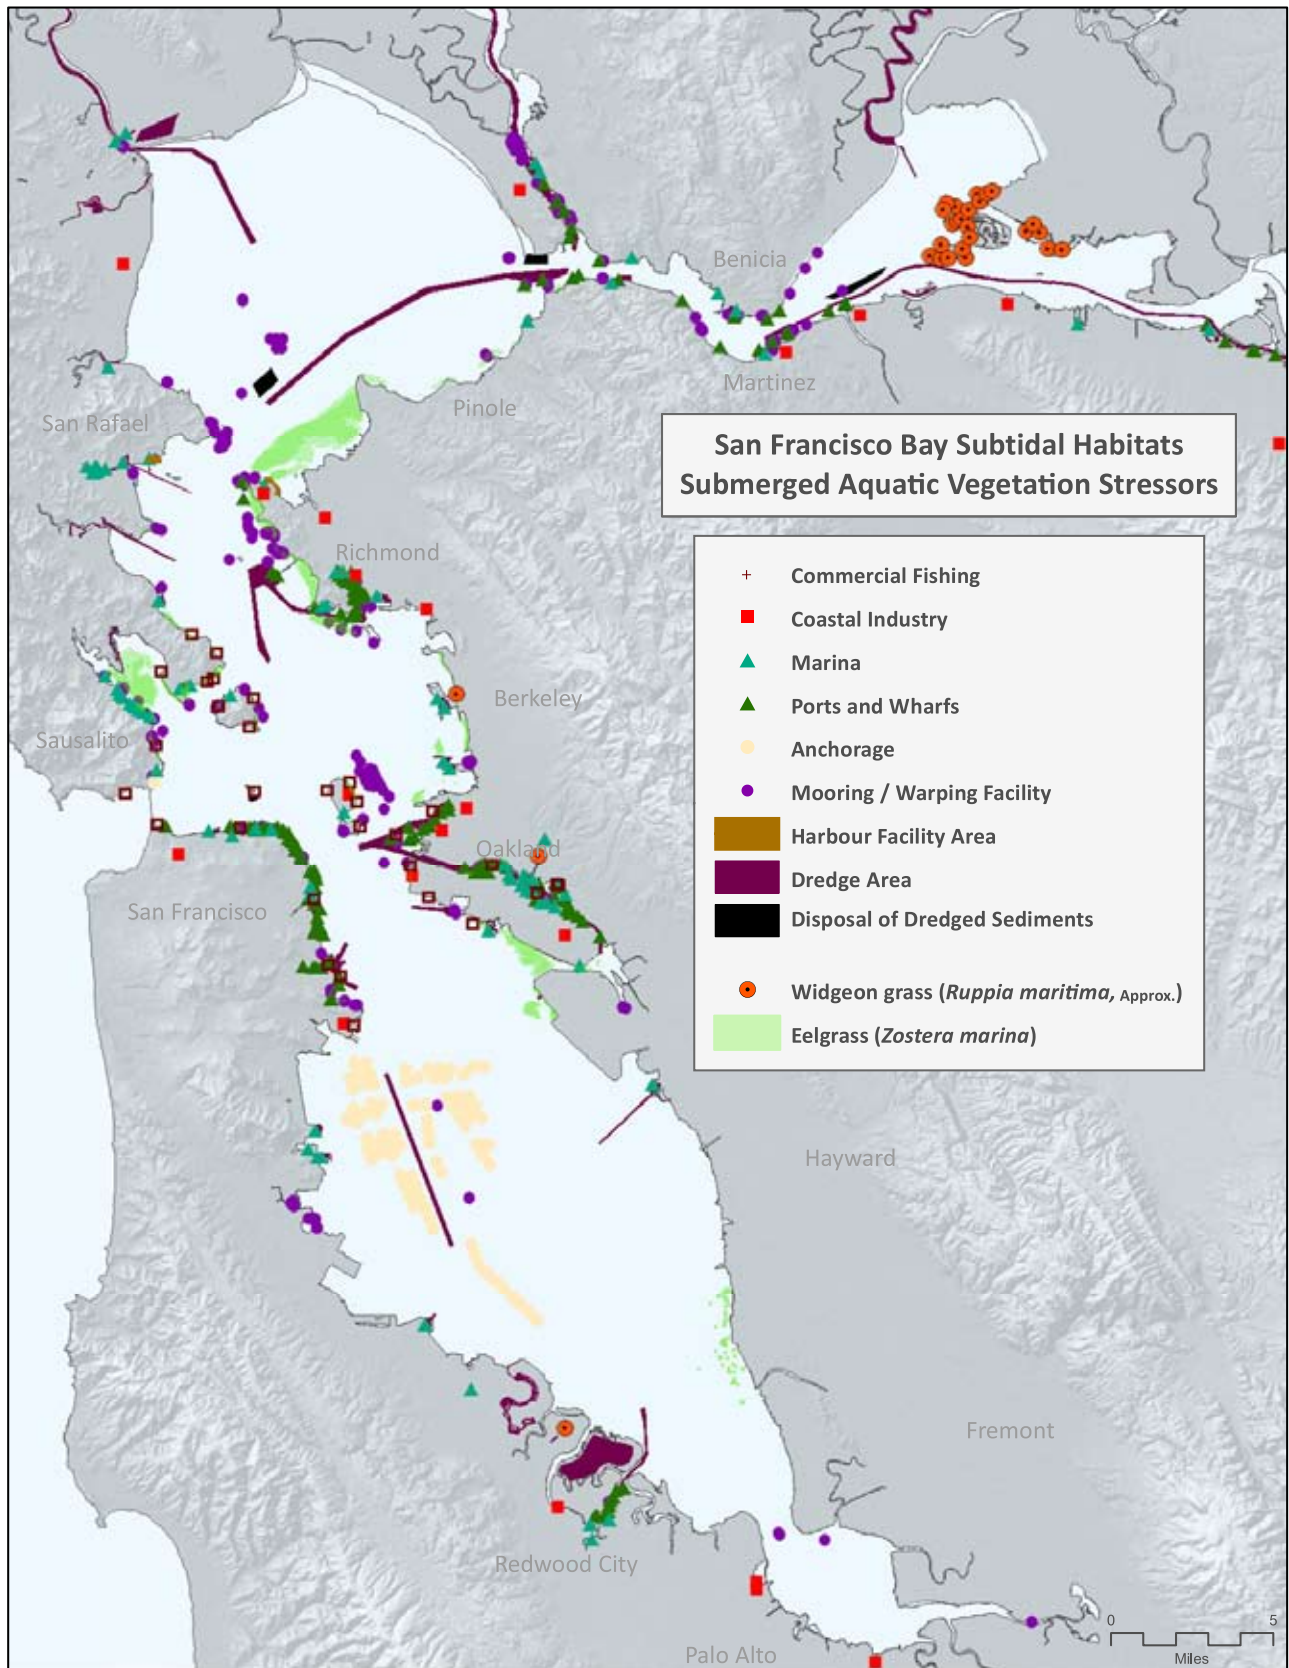 Benicia
Martinez
Pinole
San Rafael
San Francisco Bay Subtidal Habitats
Submerged Aquatic Vegetation Stressors
Richmond
Commercial Fishing
Coastal Industry
Marina
Ports and Wharfs
Anchorage
Mooring / Warping Facility
Harbour Facility Area
Dredge Area
Disposal of Dredged Sediments
Widgeon grass (Ruppia maritima, Approx.)
Eelgrass (Zostera marina)
Berkeley
Sausalito
Oakland
San Francisco
Hayward
Fremont
Redwood City
Palo Alto
0 5
Miles